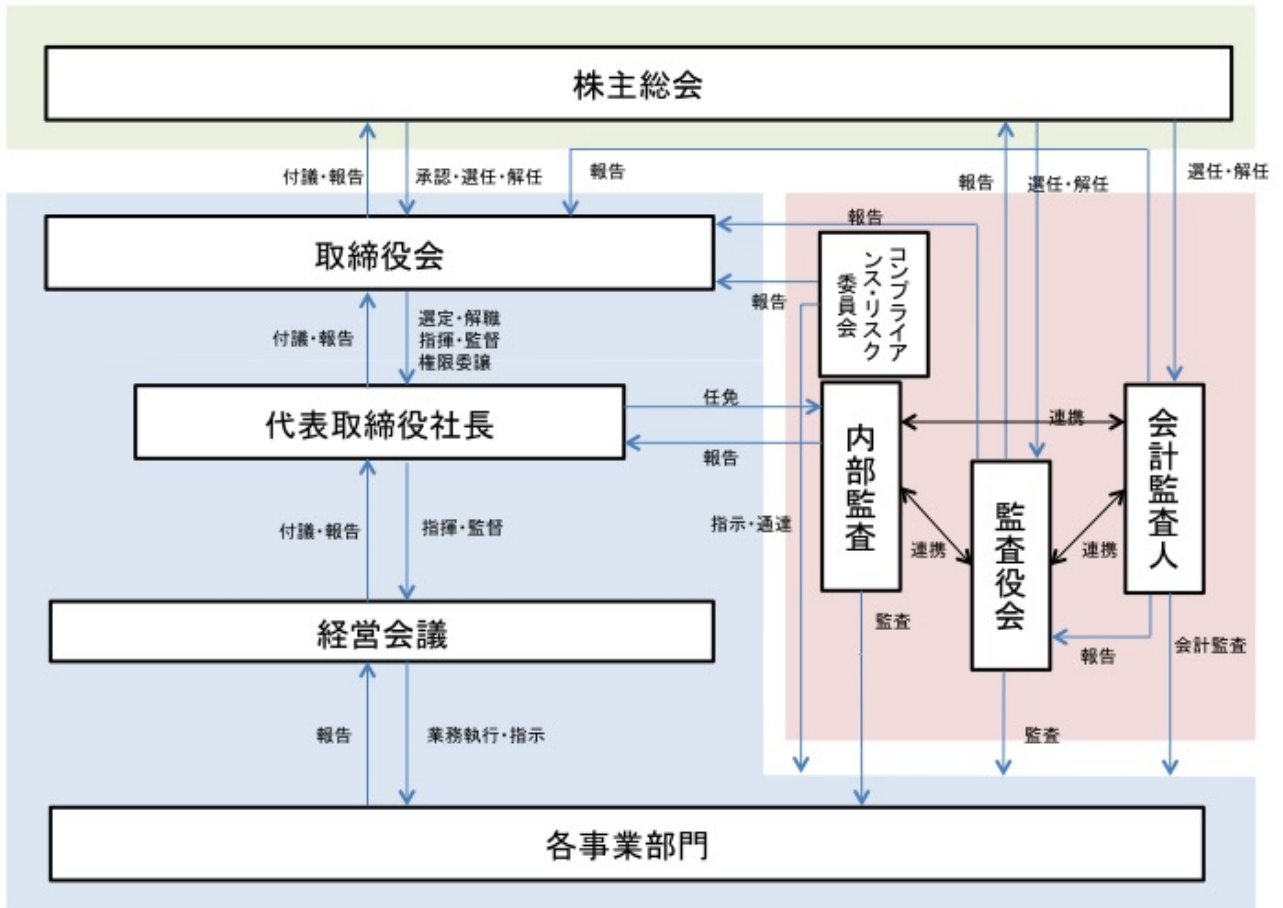 株主総会
付議・報告
承認・選任・解任
報告
報告
選任・解任
選任・解任
取締役会
報告
コンプライア
ンス・リスク
委員会
報告
付議・報告
選定・解職
指揮・監督
権限委譲
代表取締役社長
任免
報告
内部監査
連携
会計監査人
監査役会
連携
連携
付議・報告
指揮・監督
指示・通達
経営会議
監査
報告
会計監査
報告
業務執行・指示
監査
各事業部門